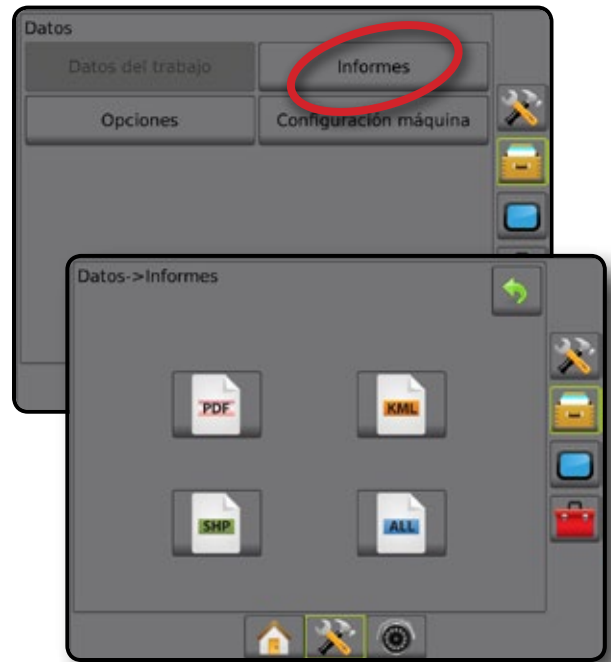 Datos
Datos del trabajo Informes
Opciones Configuración máquina
Datos->Informes
PDF KML
SHP ALL